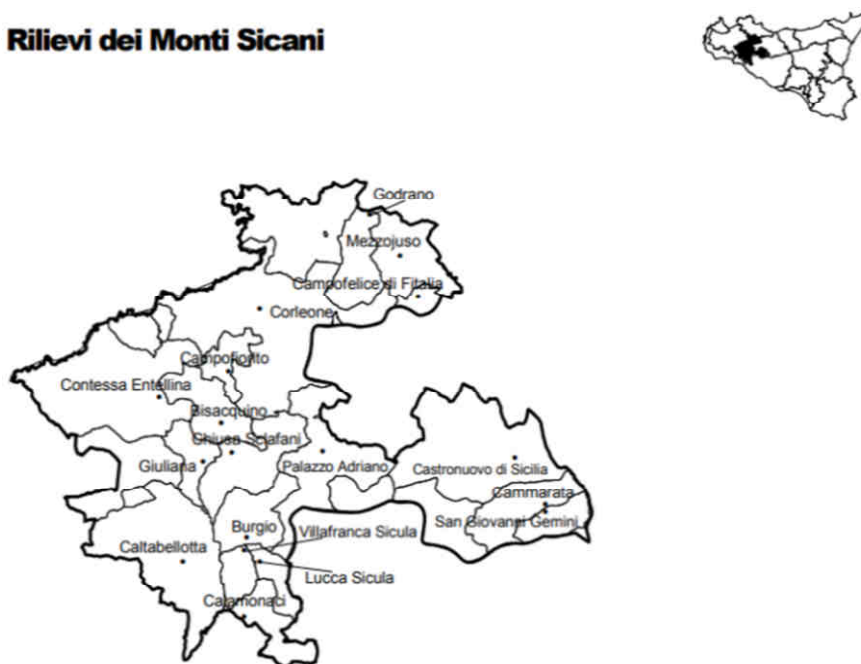 Rilievi dei Monti Sicani
Godrano
Mezzojuso
Campofelice di Fitalia
Corleone
Campofiorito
Contessa Entellina
Bisacquino
Chiusa Sclafani
Giuliana
Palazzo Adriano
Castronuovo di Sicilia
Cammarata
San Giovanni Gemini
Burgio
Villafranca Sicula
Caltabellotta
Lucca Sicula
Calamonaci